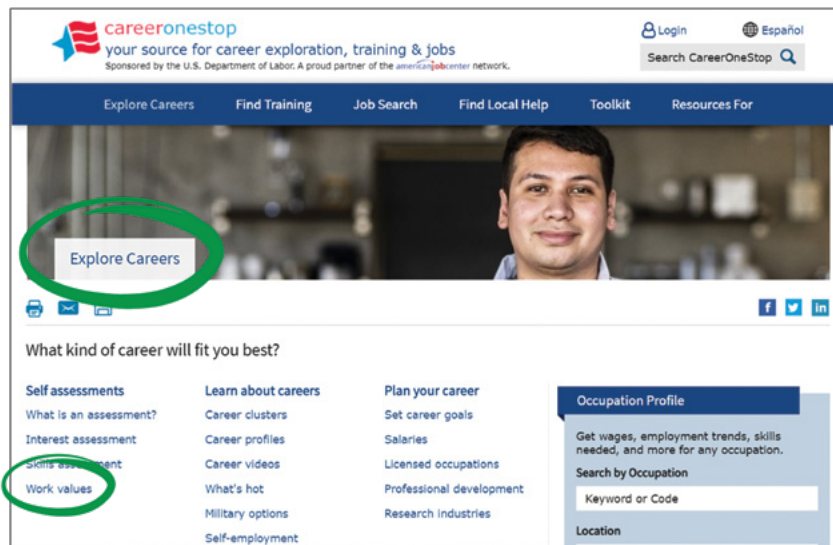 careeronestop
your source for career exploration, training & jobs
Sponsored by the U.S. Department of Labor. A proud partner of the americanjobcenter network.
Login
Español
Search CareerOneStop
Explore Careers
Find Training
Job Search
Find Local Help
Toolkit
Resources For
Explore Careers
What kind of career will fit you best?
Self assessments
What is an assessment?
Interest assessment
Skills assessment
Work values
Learn about careers
Career clusters
Career profiles
Career videos
What's hot
Military options
Self-employment
Plan your career
Set career goals
Salaries
Licensed occupations
Professional development
Research industries
Occupation Profile
Get wages, employment trends, skills
needed, and more for any occupation.
Search by Occupation
Keyword or Code
Location